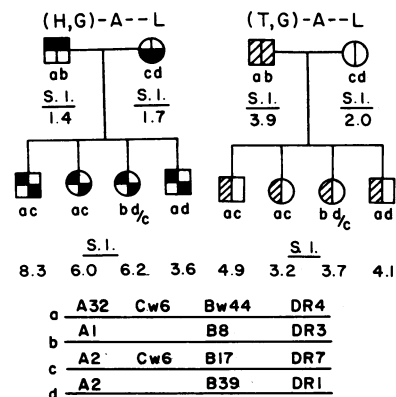 (H,G)-A--L (T,G)-A--L
ab cd ab cd
S.I. S.I. S.I. S.I.
1.4 1.7 3.9 2.0
ac ac bd/c ad ac ac bd/c ad
S.I. S.I.
8.3 6.0 6.2 3.6 4.9 3.2 3.7 4.1
a A32 Cw6 Bw44 DR4
b A1 B8 DR3
c A2 Cw6 B17 DR7
d A2 B39 DR1